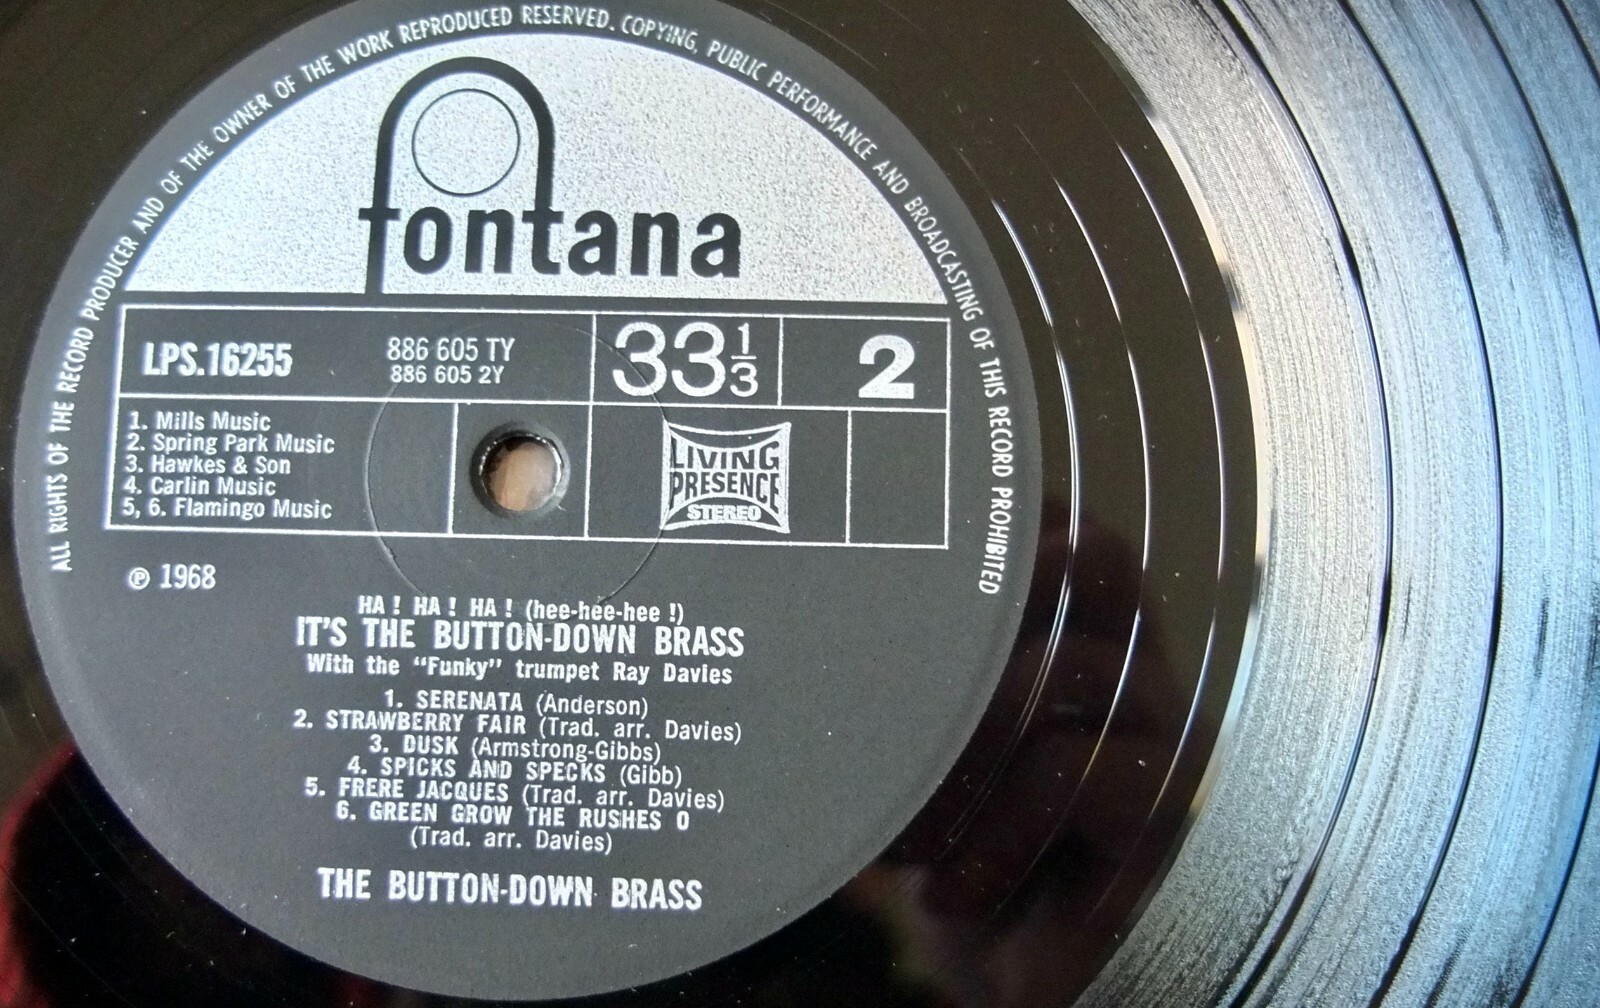 ALL RIGHTS OF THE RECORD PRODUCER AND OF THE OWNER OF THE WORK REPRODUCED RESERVED. COPYING, PUBLIC PERFORMANCE AND BROADCASTING OF THIS RECORD PROHIBITED
fontana
LPS.16255
886 605 TY
886 605 2Y
33 1/3
2
1. Mills Music
2. Spring Park Music
3. Hawkes & Son
4. Carlin Music
5, 6. Flamingo Music
LIVING
PRESENCE
STEREO
℗ 1968
HA ! HA ! HA ! (hee-hee-hee !)
IT'S THE BUTTON-DOWN BRASS
With the "Funky" trumpet Ray Davies
1. SERENATA (Anderson)
2. STRAWBERRY FAIR (Trad. arr. Davies)
3. DUSK (Armstrong-Gibbs)
4. SPICKS AND SPECKS (Gibb)
5. FRERE JACQUES (Trad. arr. Davies)
6. GREEN GROW THE RUSHES O
(Trad. arr. Davies)
THE BUTTON-DOWN BRASS